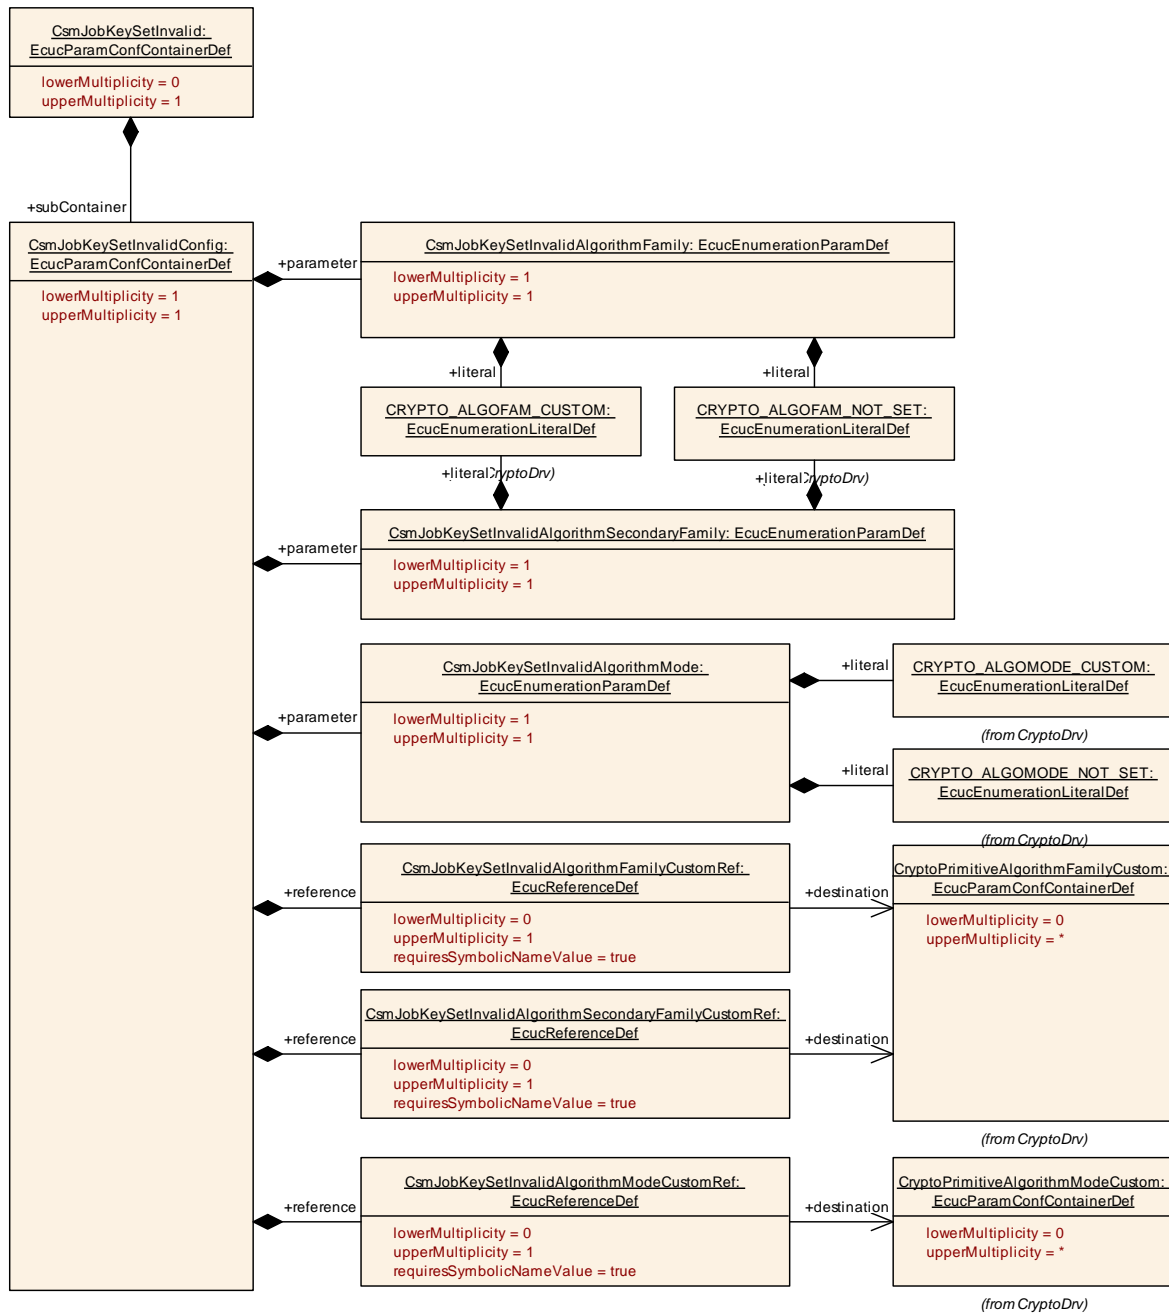 CsmJobKeySetInvalid:
EcucParamConfContainerDef
lowerMultiplicity = 0
upperMultiplicity = 1
+subContainer
CsmJobKeySetInvalidConfig:
EcucParamConfContainerDef
lowerMultiplicity = 1
upperMultiplicity = 1
+parameter
CsmJobKeySetInvalidAlgorithmFamily: EcucEnumerationParamDef
lowerMultiplicity = 1
upperMultiplicity = 1
+literal
+literal
CRYPTO_ALGOFAM_CUSTOM:
EcucEnumerationLiteralDef
CRYPTO_ALGOFAM_NOT_SET:
EcucEnumerationLiteralDef
+literal
CryptoDrv)
+literal
CryptoDrv)
+parameter
CsmJobKeySetInvalidAlgorithmSecondaryFamily: EcucEnumerationParamDef
lowerMultiplicity = 1
upperMultiplicity = 1
+parameter
CsmJobKeySetInvalidAlgorithmMode:
EcucEnumerationParamDef
lowerMultiplicity = 1
upperMultiplicity = 1
+literal
CRYPTO_ALGOMODE_CUSTOM:
EcucEnumerationLiteralDef
(from CryptoDrv)
+literal
CRYPTO_ALGOMODE_NOT_SET:
EcucEnumerationLiteralDef
(from CryptoDrv)
+reference
CsmJobKeySetInvalidAlgorithmFamilyCustomRef:
EcucReferenceDef
lowerMultiplicity = 0
upperMultiplicity = 1
requiresSymbolicNameValue = true
+destination
CryptoPrimitiveAlgorithmFamilyCustom:
EcucParamConfContainerDef
lowerMultiplicity = 0
upperMultiplicity = *
+reference
CsmJobKeySetInvalidAlgorithmSecondaryFamilyCustomRef:
EcucReferenceDef
lowerMultiplicity = 0
upperMultiplicity = 1
requiresSymbolicNameValue = true
+destination
(from CryptoDrv)
+reference
CsmJobKeySetInvalidAlgorithmModeCustomRef:
EcucReferenceDef
lowerMultiplicity = 0
upperMultiplicity = 1
requiresSymbolicNameValue = true
+destination
CryptoPrimitiveAlgorithmModeCustom:
EcucParamConfContainerDef
lowerMultiplicity = 0
upperMultiplicity = *
(from CryptoDrv)